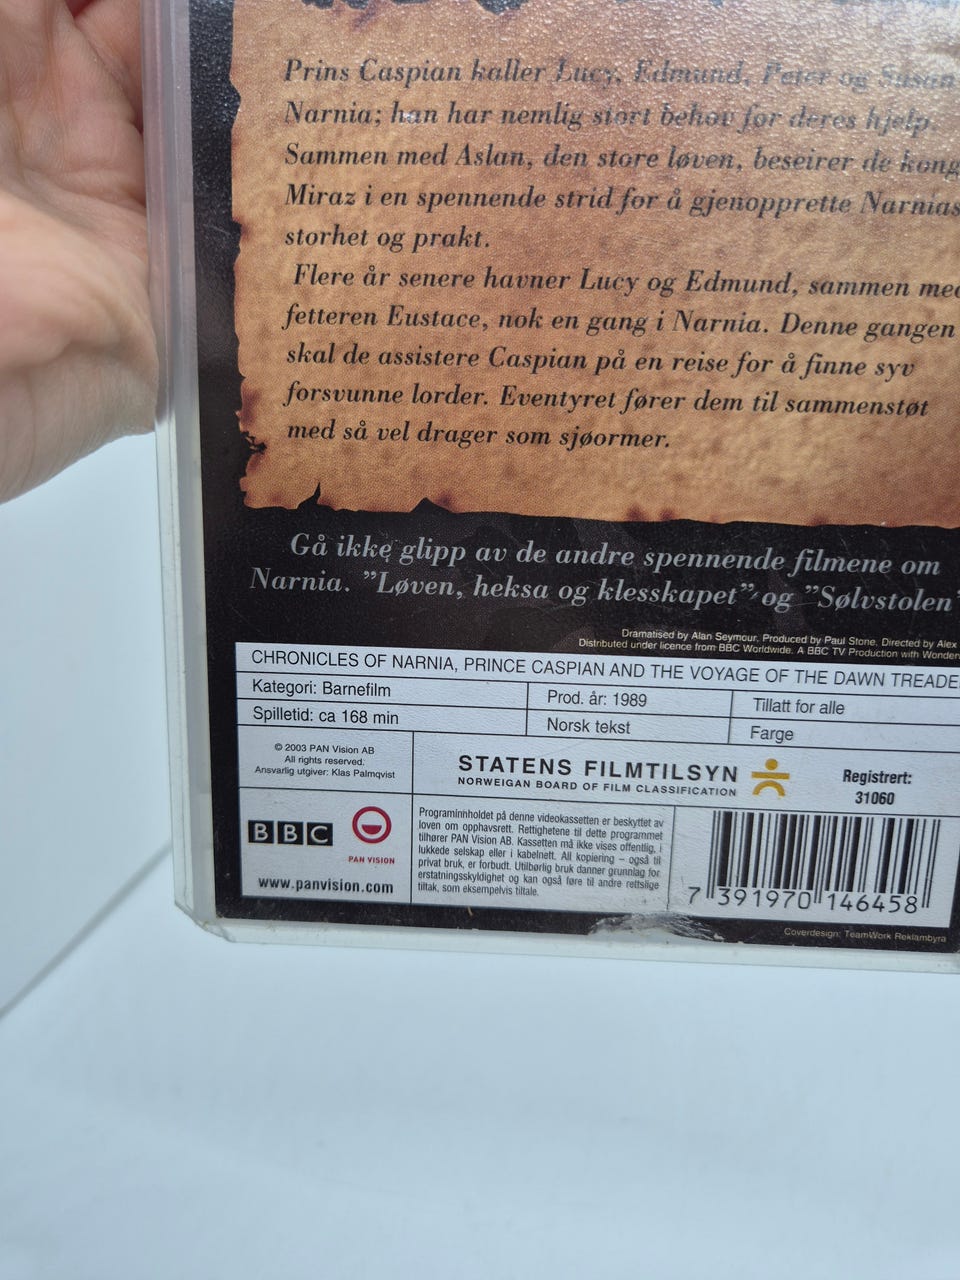 Prins Caspian kaller Lucy, Edmund, Peter og Susan
Narnia; han har nemlig stort behov for deres hjelp.
Sammen med Aslan, den store løven, beseirer de kong
Miraz i en spennende strid for å gjenopprette Narnias
storhet og prakt.
Flere år senere havner Lucy og Edmund, sammen med
fetteren Eustace, nok en gang i Narnia. Denne gangen
skal de assistere Caspian på en reise for å finne syv
forsvunne lorder. Eventyret fører dem til sammenstøt
med så vel drager som sjøormer.
Gå ikke glipp av de andre spennende filmene om
Narnia. ”Løven, heksa og klesskapet” og ”Sølvstolen”
Dramatised by Alan Seymour, Produced by Paul Stone, Directed by Alex
Distributed under licence from BBC Worldwide. A BBC TV Production with Wonder
CHRONICLES OF NARNIA, PRINCE CASPIAN AND THE VOYAGE OF THE DAWN TREADE
Kategori: Barnefilm
Prod. år: 1989
Tillatt for alle
Spilletid: ca 168 min
Norsk tekst
Farge
© 2003 PAN Vision AB
All rights reserved.
Ansvarlig utgiver: Klas Palmqvist
STATENS FILMTILSYN
NORWEGIAN BOARD OF FILM CLASSIFICATION
Registrert:
31060
BBC
PAN VISION
www.panvision.com
Programinnholdet på denne videokassetten er beskyttet av
loven om opphavsrett. Rettighetene til dette programmet
tilhører PAN Vision AB. Kassetten må ikke vises offentlig, i
lukkede selskap eller i kabelnett. All kopiering – også til
privat bruk, er forbudt. Utilbørlig bruk danner grunnlag for
erstatningsskyldighet og kan også føre til andre rettslige
tiltak, som eksempelvis tiltale.
7 391970 146458
Coverdesign: TeamWork Reklambyra